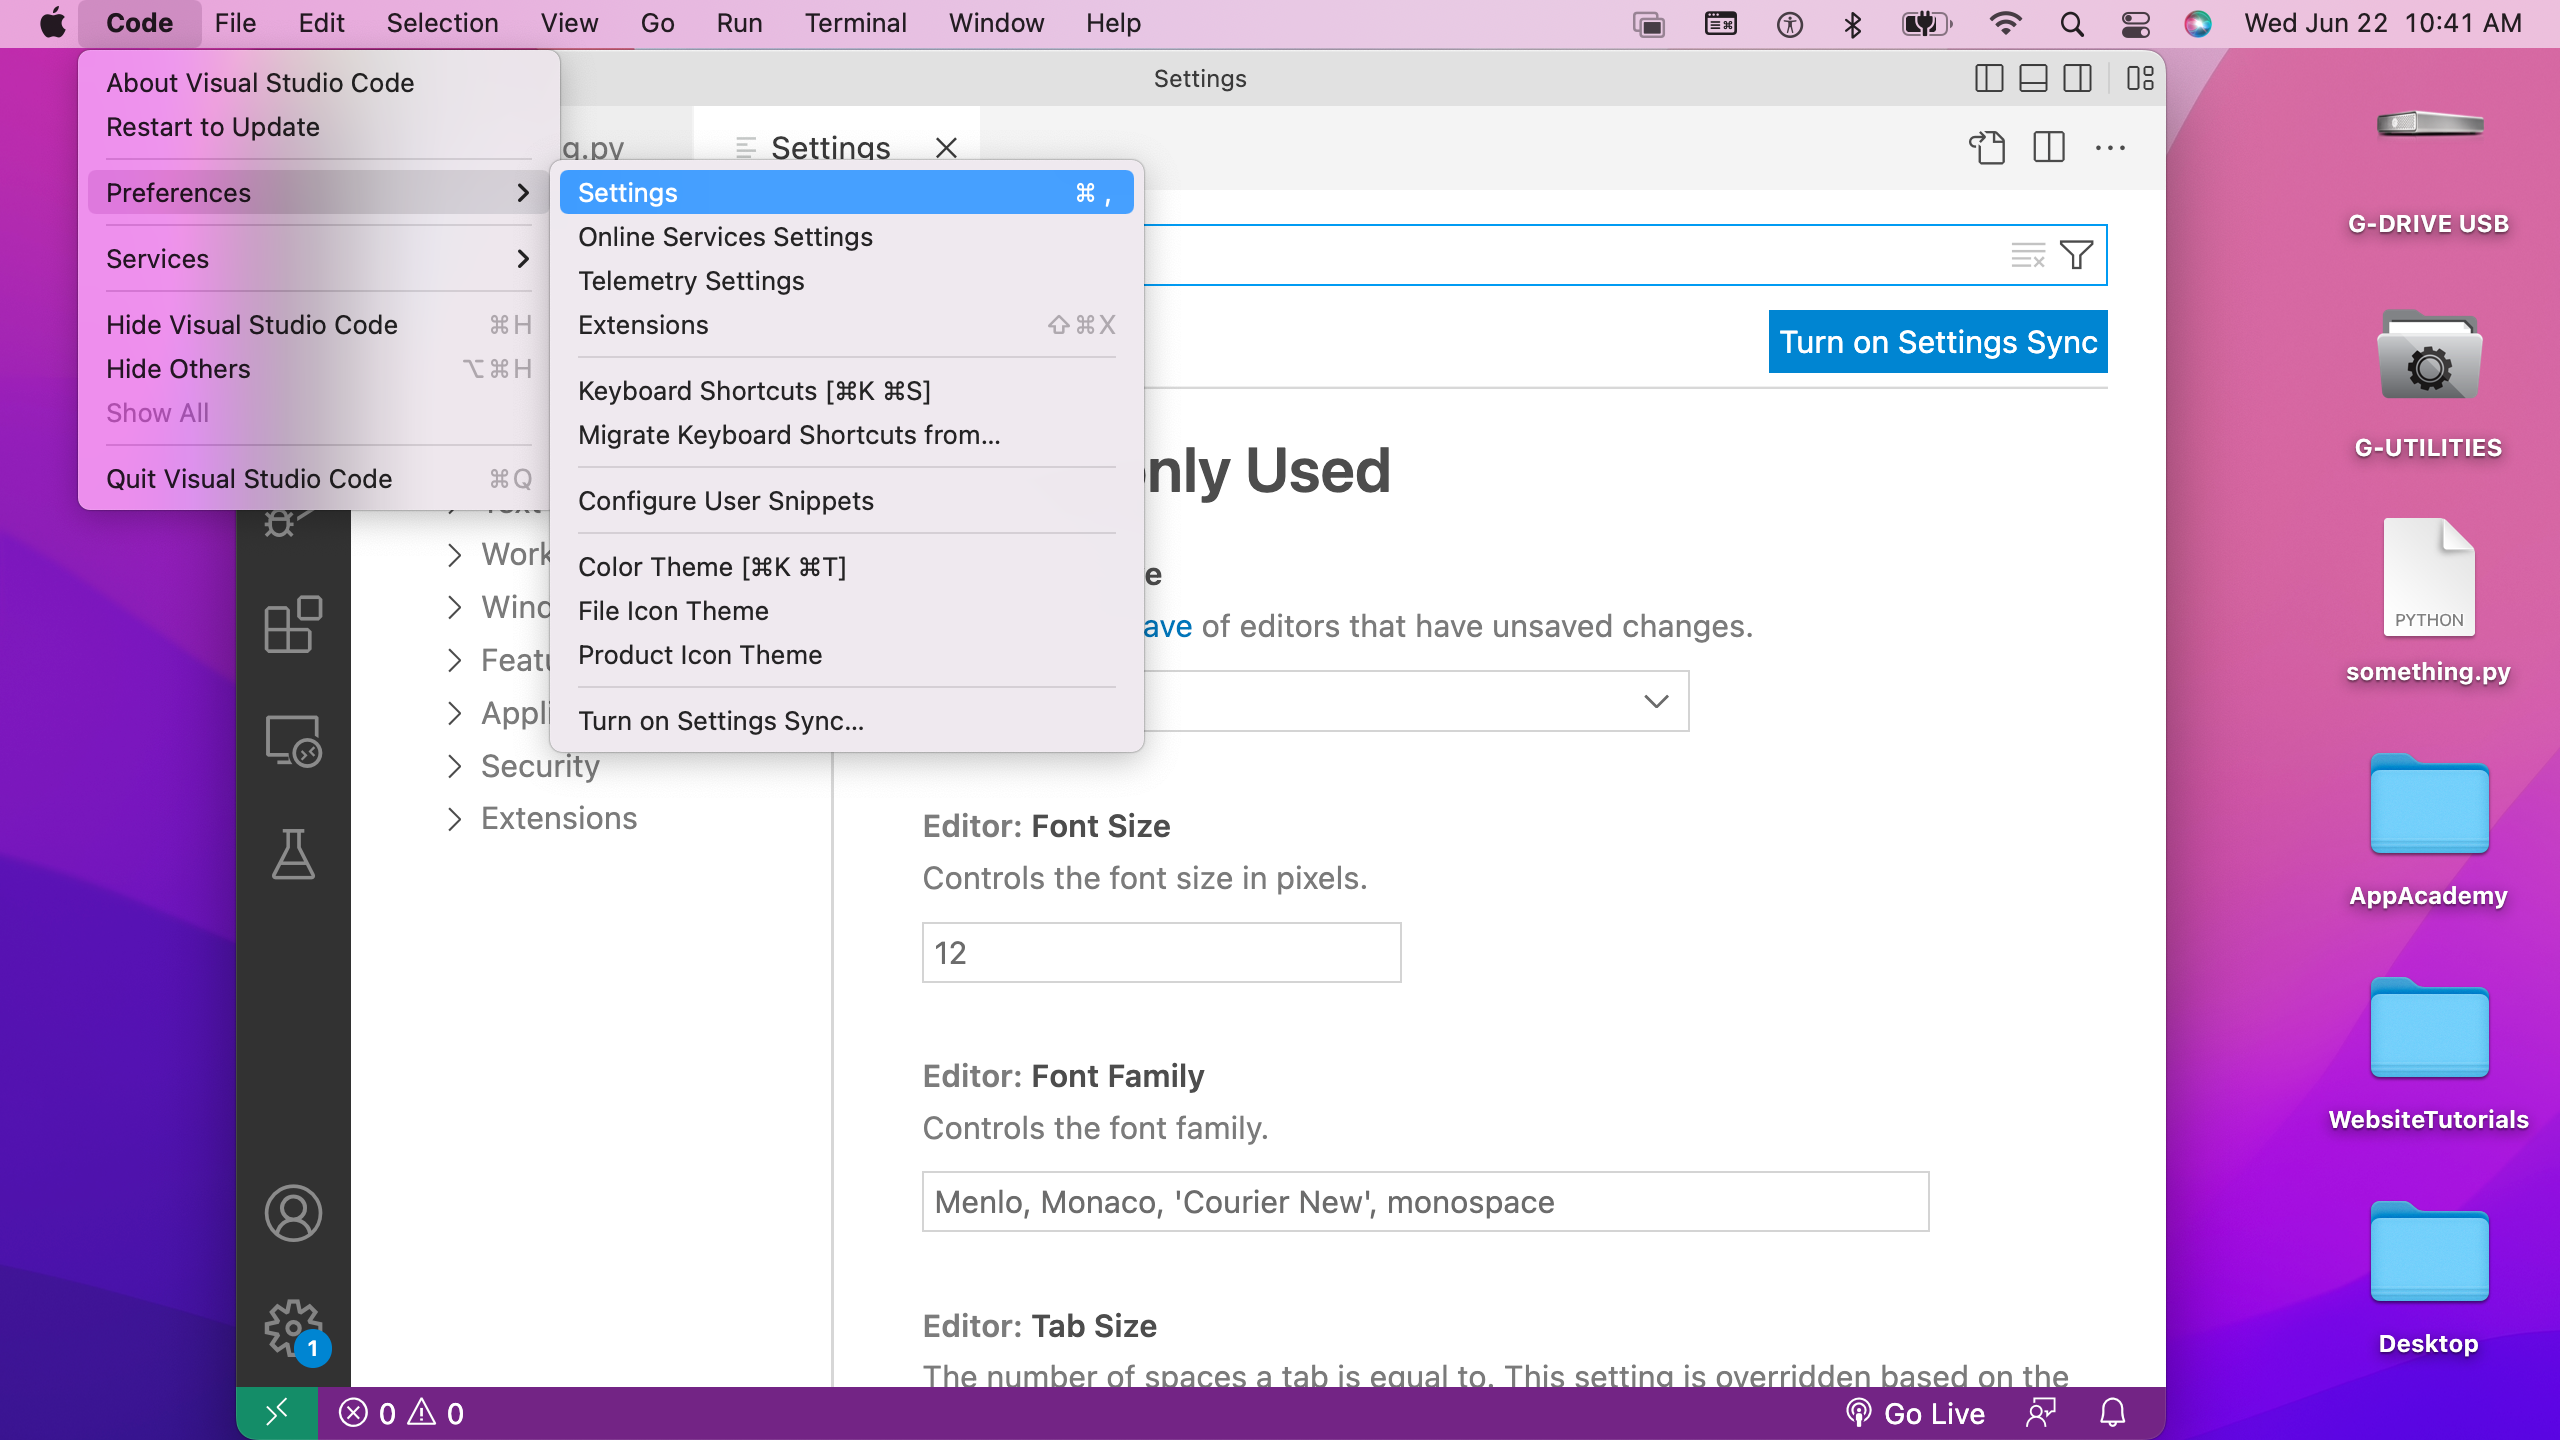 Code File Edit Selection View Go Run Terminal Window Help Wed Jun 22 10:41 AM
About Visual Studio Code
Restart to Update
Preferences
Services
Hide Visual Studio Code ⌘H
Hide Others ⌥⌘H
Show All
Quit Visual Studio Code ⌘Q
Settings
g.py Settings
Settings ⌘ ,
Online Services Settings
Telemetry Settings
Extensions ⇧⌘X
Keyboard Shortcuts [⌘K ⌘S]
Migrate Keyboard Shortcuts from...
Configure User Snippets
Color Theme [⌘K ⌘T]
File Icon Theme
Product Icon Theme
Turn on Settings Sync...
Turn on Settings Sync
nly Used
e
ave of editors that have unsaved changes.
Work
Wind
Featu
Appli
Security
Extensions
Editor: Font Size
Controls the font size in pixels.
12
Editor: Font Family
Controls the font family.
Menlo, Monaco, 'Courier New', monospace
Editor: Tab Size
The number of spaces a tab is equal to. This setting is overridden based on the
1
0 0 Go Live
G-DRIVE USB
G-UTILITIES
PYTHON
something.py
AppAcademy
WebsiteTutorials
Desktop